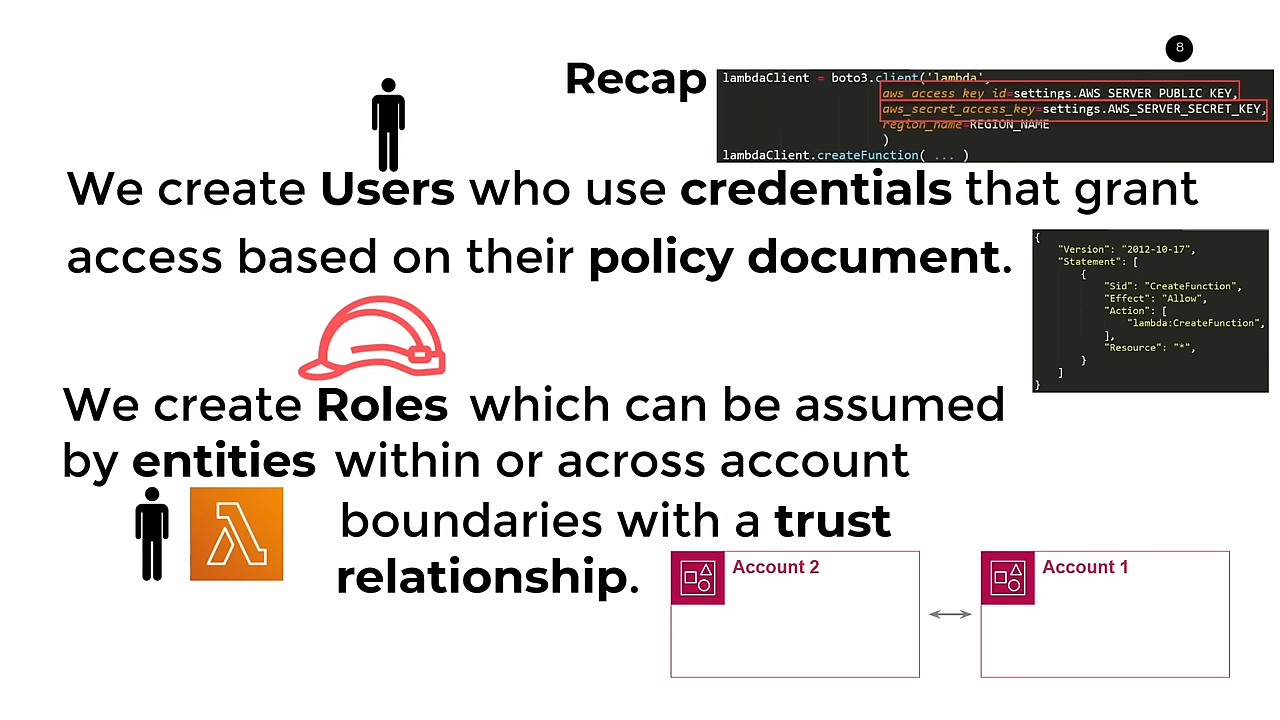 8
Recap
lambdaClient = boto3.client('lambda',
aws_access_key_id=settings.AWS_SERVER_PUBLIC_KEY,
aws_secret_access_key=settings.AWS_SERVER_SECRET_KEY,
region_name=REGION_NAME
)
lambdaClient.createFunction( ... )
We create Users who use credentials that grant
access based on their policy document.
{
"Version": "2012-10-17",
"Statement": [
{
"Sid": "CreateFunction",
"Effect": "Allow",
"Action": [
"lambda:CreateFunction",
],
"Resource": "*",
}
]
}
We create Roles which can be assumed
by entities within or across account
boundaries with a trust
relationship.
Account 2
Account 1